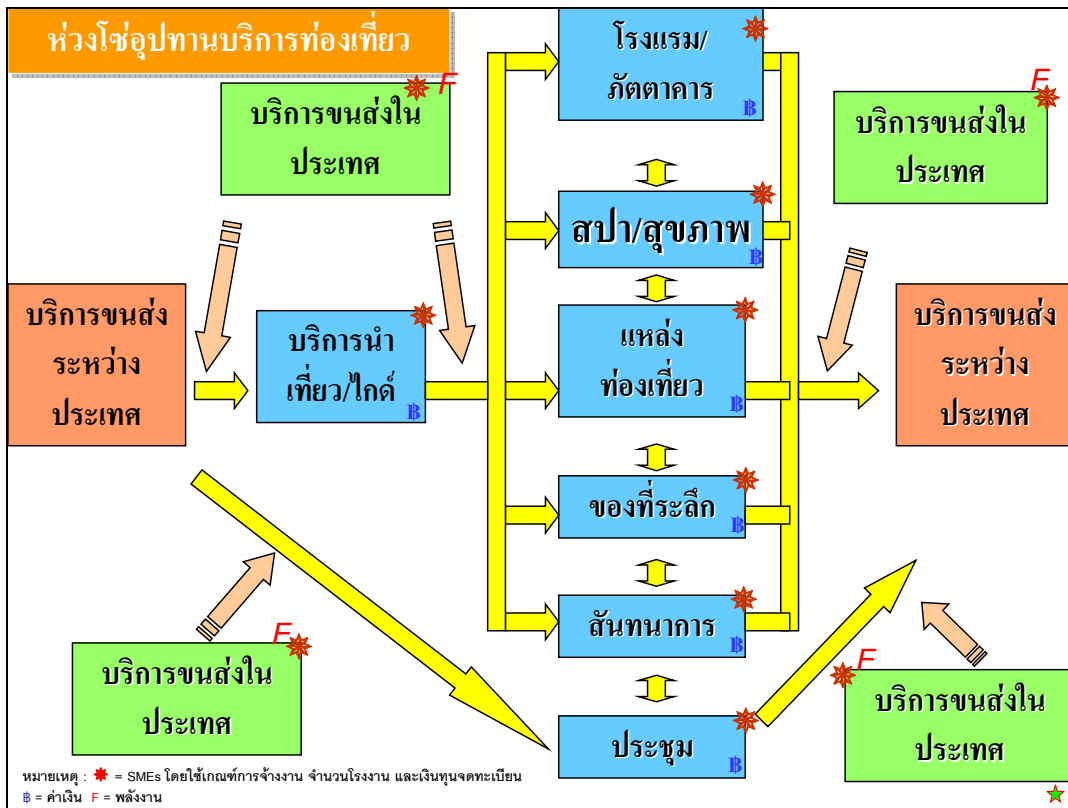 ห่วงโซ่อุปทานบริการท่องเที่ยว
F
บริการขนส่งใน
ประเทศ
โรงแรม/
ภัตตาคาร
฿
F
บริการขนส่งใน
ประเทศ
สปา/สุขภาพ
฿
บริการขนส่ง
ระหว่าง
ประเทศ
บริการนำ
เที่ยว/ไกด์
฿
แหล่ง
ท่องเที่ยว
฿
บริการขนส่ง
ระหว่าง
ประเทศ
ของที่ระลึก
฿
สันทนาการ
฿
F
บริการขนส่งใน
ประเทศ
ประชุม
฿
F
บริการขนส่งใน
ประเทศ
หมายเหตุ : = SMEs โดยใช้เกณฑ์การจ้างงาน จำนวนโรงงาน และเงินทุนจดทะเบียน
฿ = ค่าเงิน F = พลังงาน